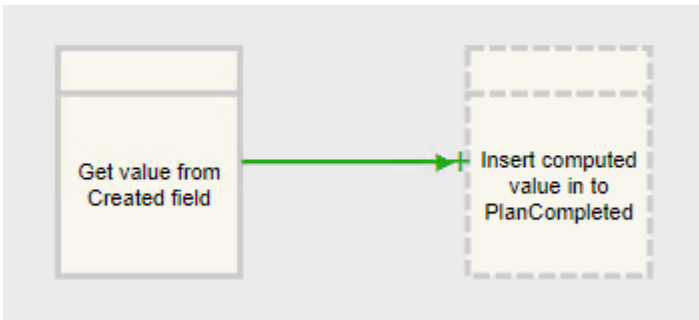 Get value from
Created field
Insert computed
value in to
PlanCompleted